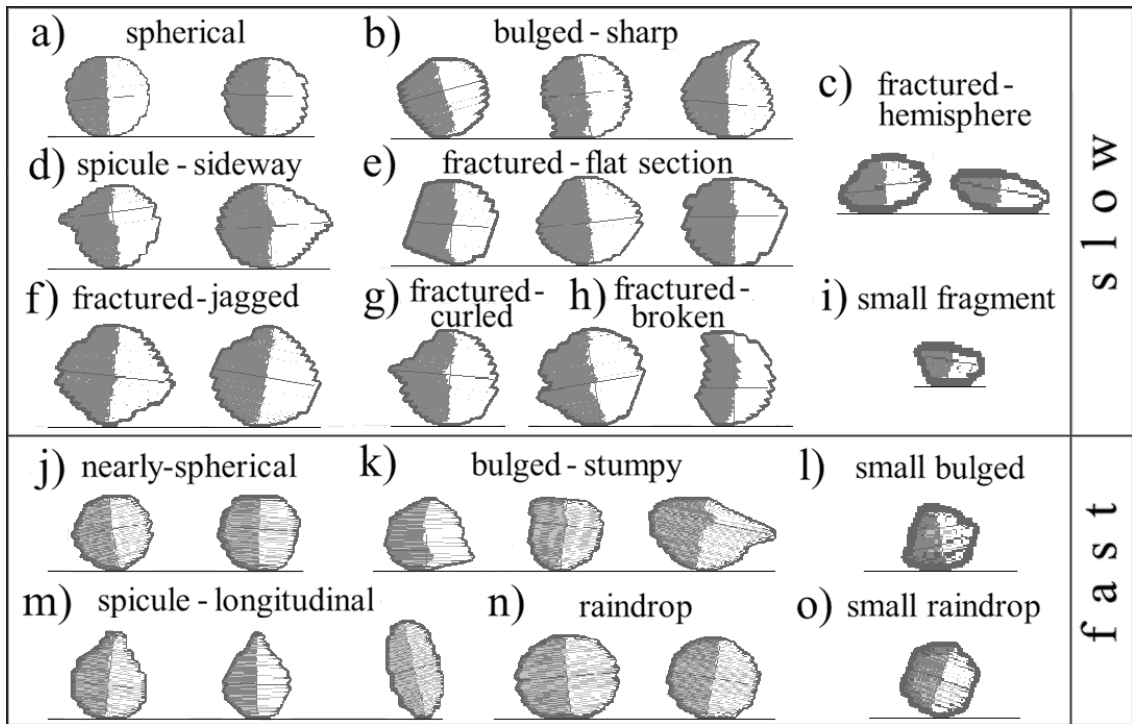 a) spherical
b) bulged - sharp
c) fractured-
hemisphere
d) spicule - sideway
e) fractured - flat section
f) fractured-jagged
g) fractured-
curled
h) fractured-
broken
i) small fragment
slow
j) nearly-spherical
k) bulged - stumpy
l) small bulged
m) spicule - longitudinal
n) raindrop
o) small raindrop
fast